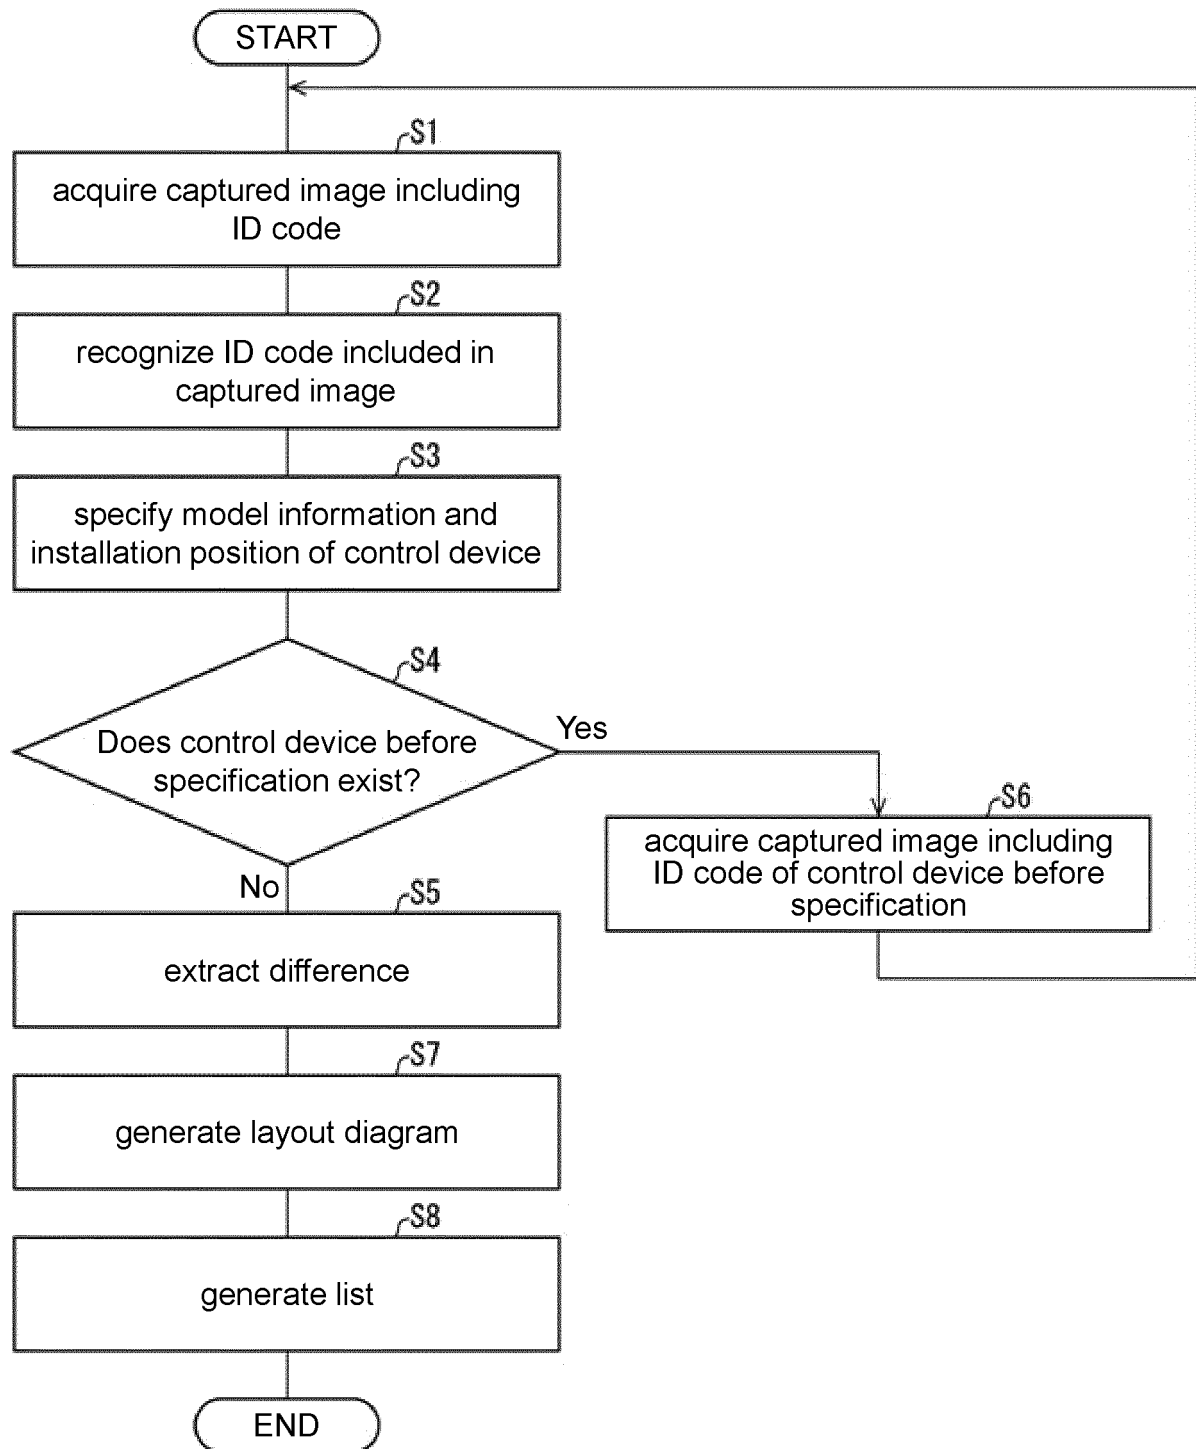 START
S1
acquire captured image including
ID code
S2
recognize ID code included in
captured image
S3
specify model information and
installation position of control device
S4
Does control device before
specification exist?
Yes
S6
acquire captured image including
ID code of control device before
specification
No
S5
extract difference
S7
generate layout diagram
S8
generate list
END